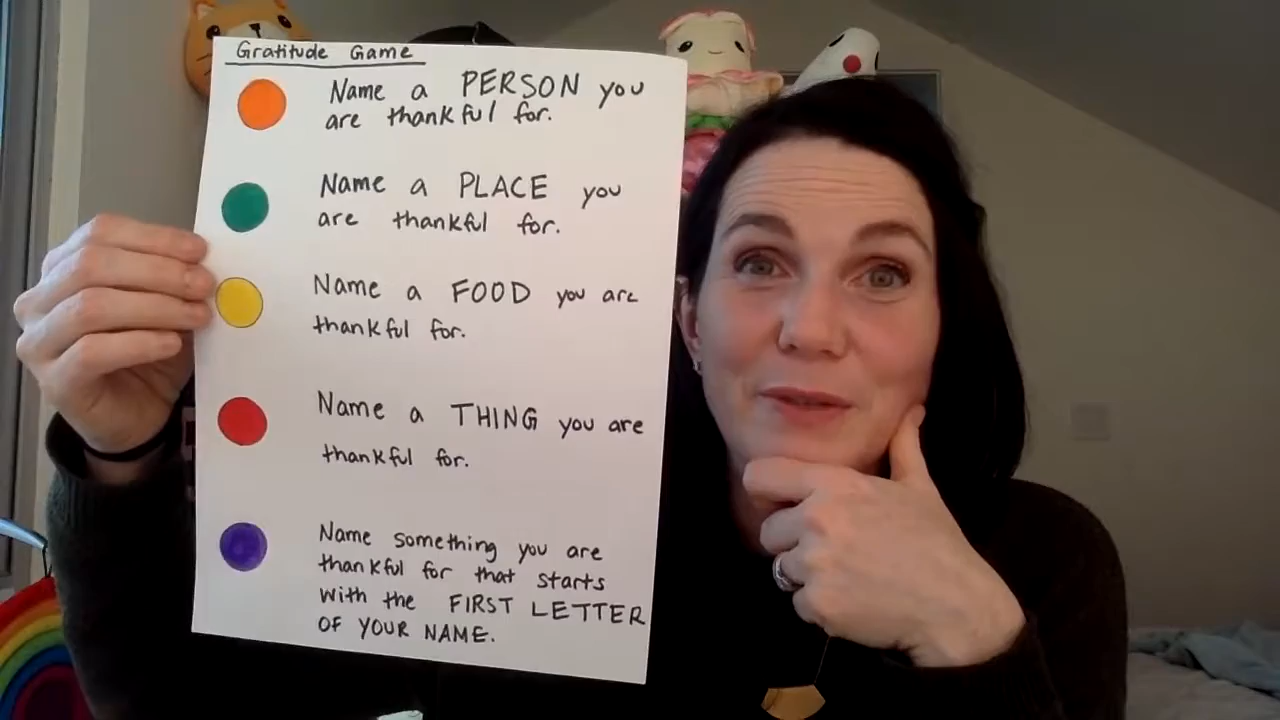 Gratitude Game
Name a PERSON you
are thankful for.
Name a PLACE you
are thankful for.
Name a FOOD you are
thankful for.
Name a THING you are
thankful for.
Name something you are
thankful for that starts
with the FIRST LETTER
OF YOUR NAME.